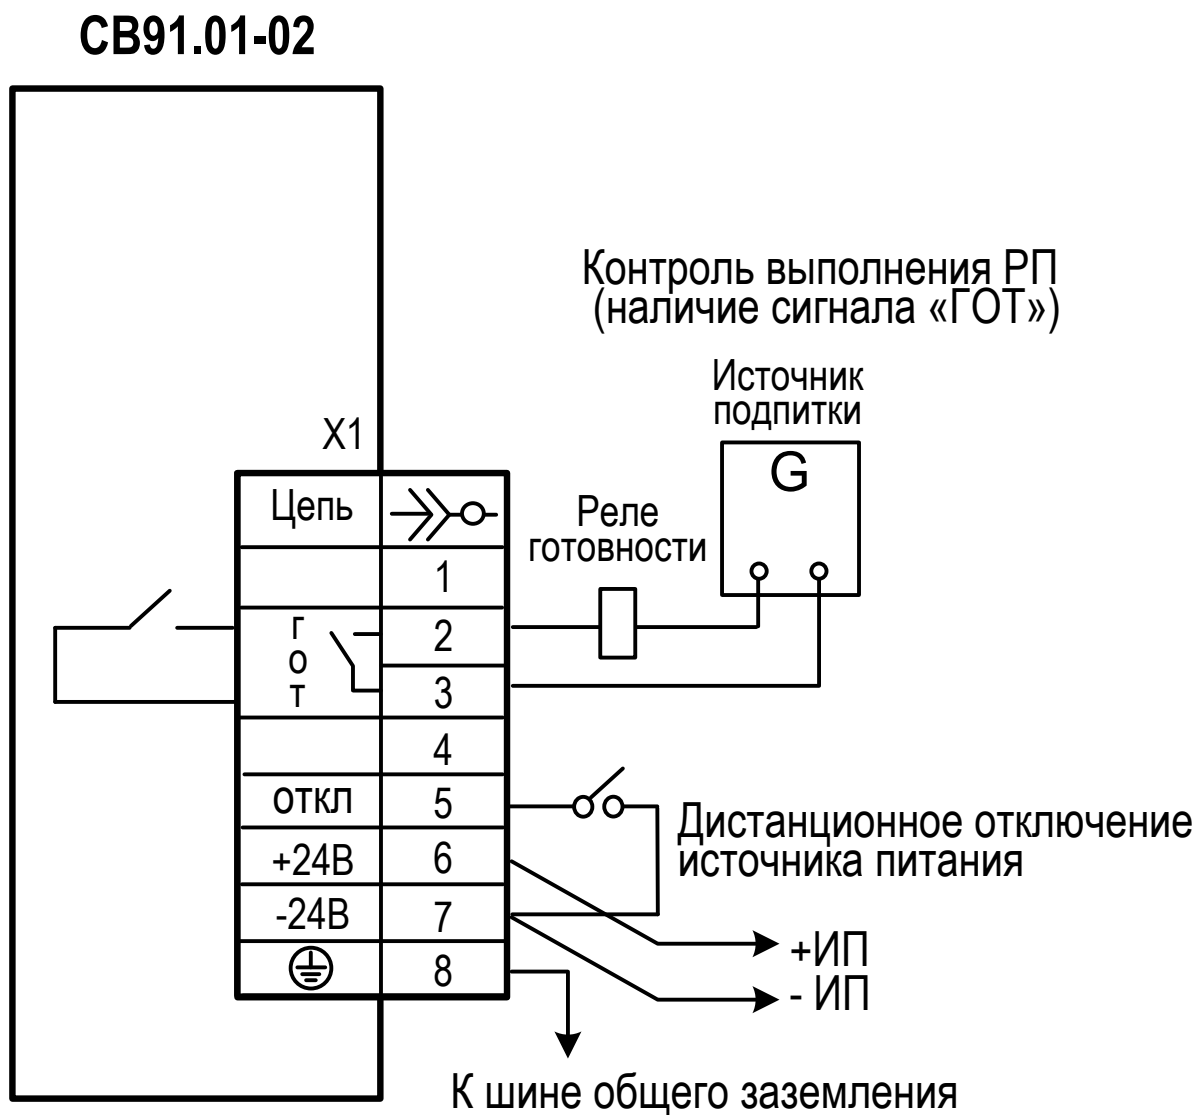 СВ91.01-02
Контроль выполнения РП
(наличие сигнала «ГОТ»)
Источник
подпитки
G
X1
Реле
готовности
Цепь
1
ГОТ
2
3
4
ОТКЛ
5
+24В
6
-24В
7
8
Дистанционное отключение
источника питания
+ИП
- ИП
К шине общего заземления